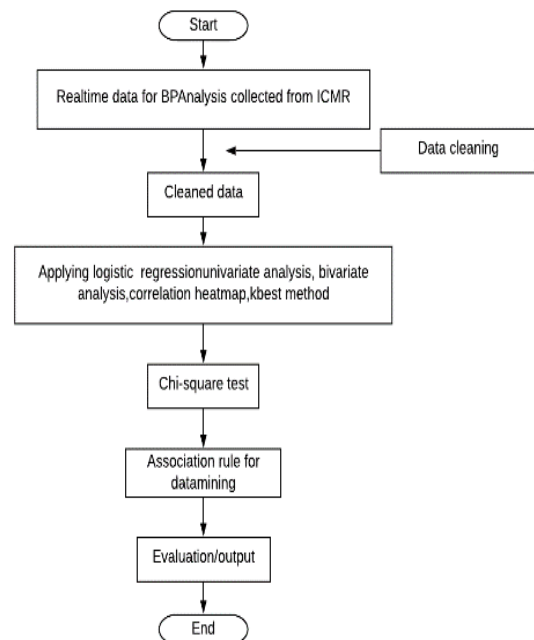 Start
Realtime data for BPAnalysis collected from ICMR
Data cleaning
Cleaned data
Applying logistic regressionunivariate analysis, bivariate
analysis,correlation heatmap,kbest method
Chi-square test
Association rule for
datamining
Evaluation/output
End